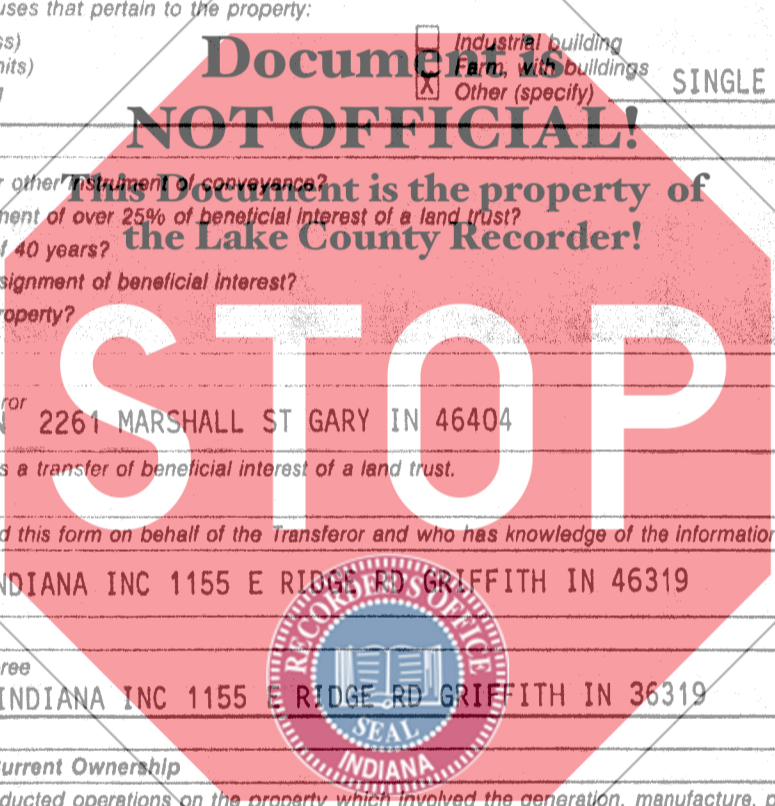 uses that pertain to the property:
Industrial building
Farm, with buildings
X Other (specify) SINGLE
Document is
NOT OFFICIAL!
This Document is the property of
the Lake County Recorder!
other instrument of conveyance?
ment of over 25% of beneficial interest of a land trust?
40 years?
signment of beneficial interest?
operty?
STOP
ror
2261 MARSHALL ST GARY IN 46404
s a transfer of beneficial interest of a land trust.
d this form on behalf of the Transferor and who has knowledge of the information
NDIANA INC 1155 E RIDGE RD GRIFFITH IN 46319
RECORDER'S OFFICE
SEAL
INDIANA
ree
INDIANA INC 1155 E RIDGE RD GRIFFITH IN 36319
urrent Ownership
ducted operations on the property which involved the generation, manufacture, p